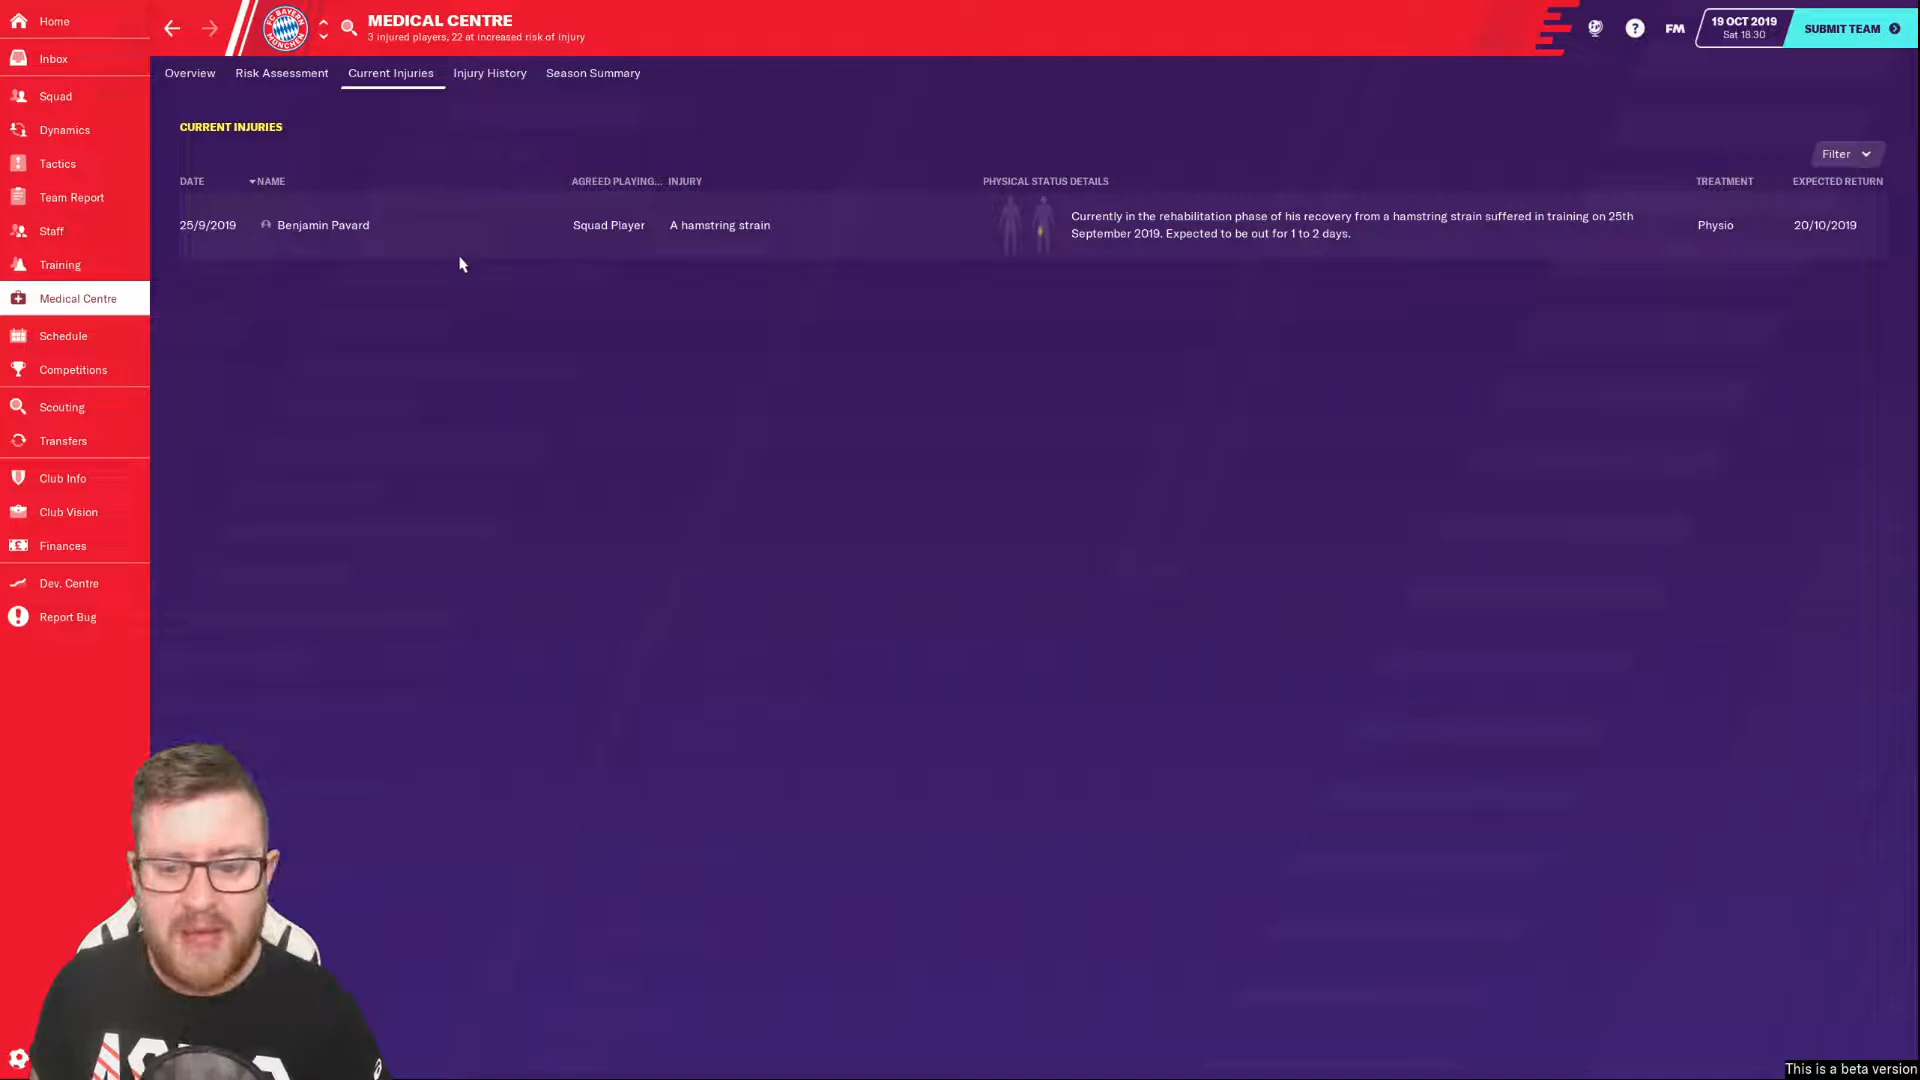 Home
MEDICAL CENTRE
3 injured players, 22 at increased risk of injury
FM
19 OCT 2019
Sat 18:30
SUBMIT TEAM
Inbox
Squad
Dynamics
Tactics
Team Report
Staff
Training
Medical Centre
Schedule
Competitions
Scouting
Transfers
Club Info
Club Vision
Finances
Dev. Centre
Report Bug
Overview Risk Assessment Current Injuries Injury History Season Summary
CURRENT INJURIES
Filter
DATE NAME AGREED PLAYING... INJURY PHYSICAL STATUS DETAILS TREATMENT EXPECTED RETURN
25/9/2019 Benjamin Pavard Squad Player A hamstring strain Currently in the rehabilitation phase of his recovery from a hamstring strain suffered in training on 25th
September 2019. Expected to be out for 1 to 2 days. Physio 20/10/2019
This is a beta version